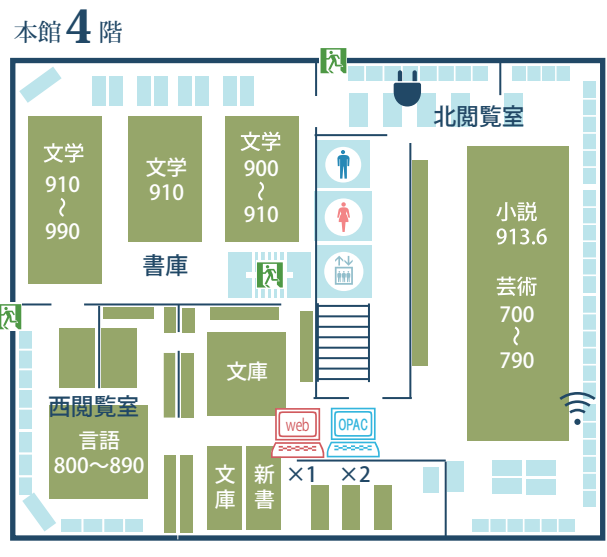 本館4階
北閲覧室
文学
910
〜
990
文学
910
文学
900
〜
910
書庫
小説
913.6
芸術
700
〜
790
文庫
西閲覧室
言語
800〜890
文庫
新書
web
×1
OPAC
×2